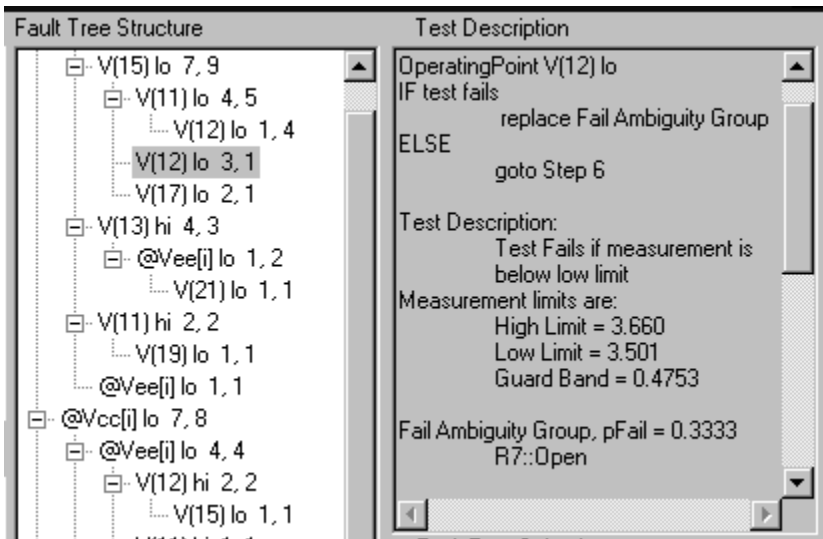 Fault Tree Structure
V(15) lo 7, 9
V(11) lo 4, 5
V(12) lo 1, 4
V(12) lo 3, 1
V(17) lo 2, 1
V(13) hi 4, 3
@Vee[i] lo 1, 2
V(21) lo 1, 1
V(11) hi 2, 2
V(19) lo 1, 1
@Vee[i] lo 1, 1
@Vcc[i] lo 7, 8
@Vee[i] lo 4, 4
V(12) hi 2, 2
V(15) lo 1, 1
Test Description
OperatingPoint V(12) lo
IF test fails
replace Fail Ambiguity Group
ELSE
goto Step 6
Test Description:
Test Fails if measurement is
below low limit
Measurement limits are:
High Limit = 3.660
Low Limit = 3.501
Guard Band = 0.4753
Fail Ambiguity Group, pFail = 0.3333
R7::Open